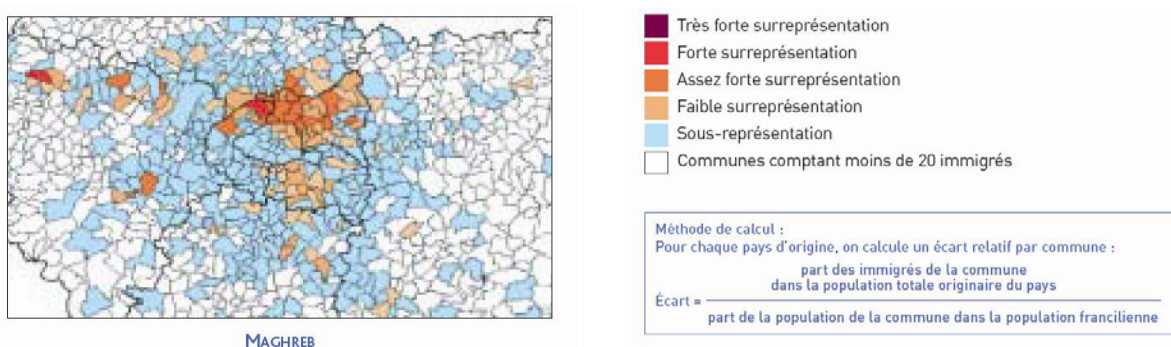 MAGHREB
Très forte surreprésentation
Forte surreprésentation
Assez forte surreprésentation
Faible surreprésentation
Sous-représentation
Communes comptant moins de 20 immigrés
Méthode de calcul :
Pour chaque pays d'origine, on calcule un écart relatif par commune :
part des immigrés de la commune
dans la population totale originaire du pays
Écart =
part de la population de la commune dans la population francilienne